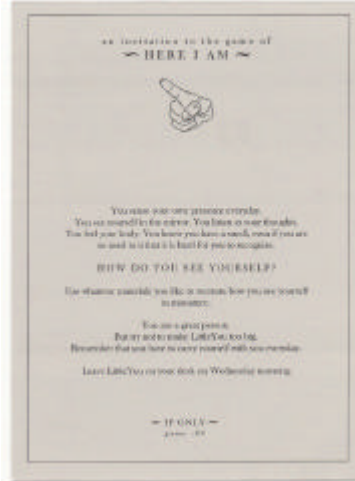 an invitation to the game of
HERE I AM
You sense your own presence everyday.
You see yourself in the mirror. You listen to your thoughts.
You feel your body. You know you have a smell, even if you are
so used to it that it is hard for you to recognize.
HOW DO YOU SEE YOURSELF?
Use whatever materials you like to recreate how you see yourself
in miniature.
You are a great person.
But try not to make LittleYou too big.
Remember that you have to carry yourself with you everyday.
Leave LittleYou on your desk on Wednesday morning.
IF ONLY